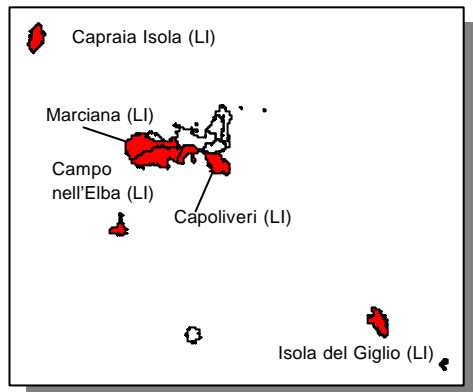 Capraia Isola (LI)
Marciana (LI)
Campo
nell'Elba (LI)
Capoliveri (LI)
Isola del Giglio (LI)